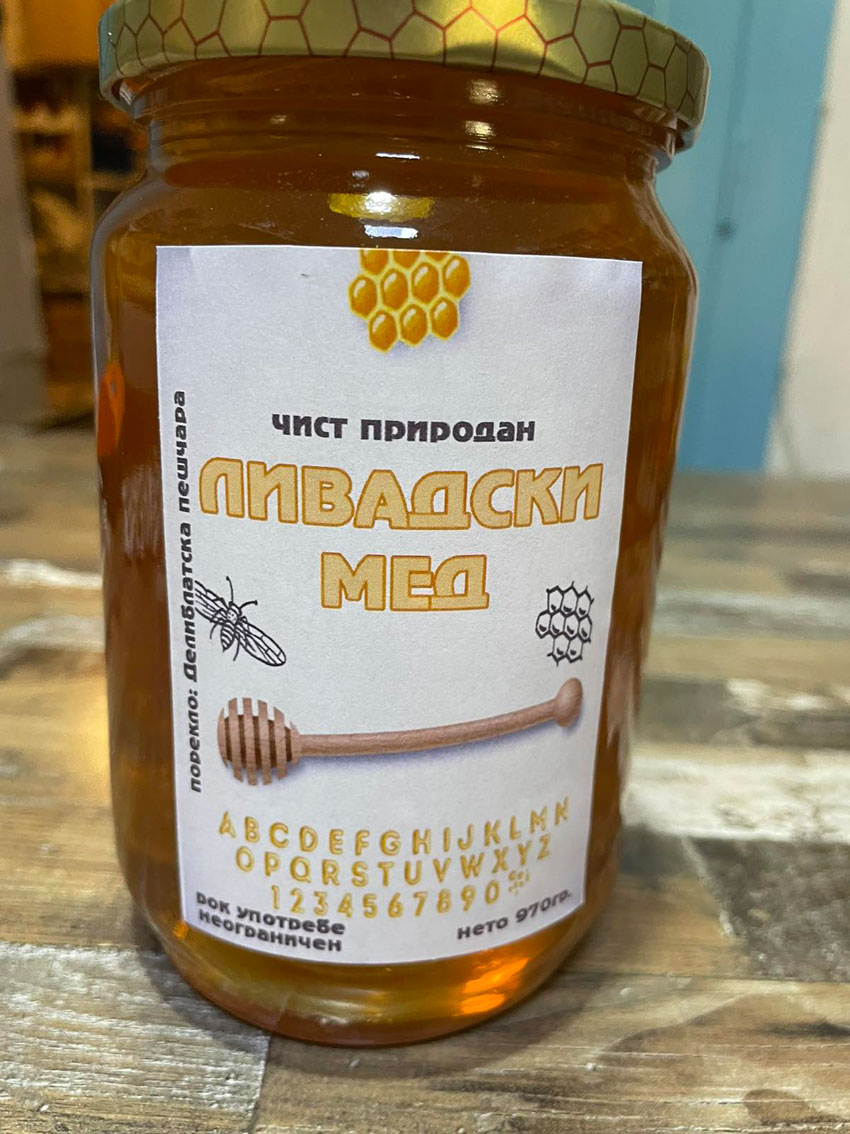 чист природан
ЛИВАДСКИ
МЕД
порекло: Делиблатска пешчара
ABCDEFGHIJKLMN
OPQRSTUVWXYZ
1234567890
рок употребе
неограничен
нето 970гр.